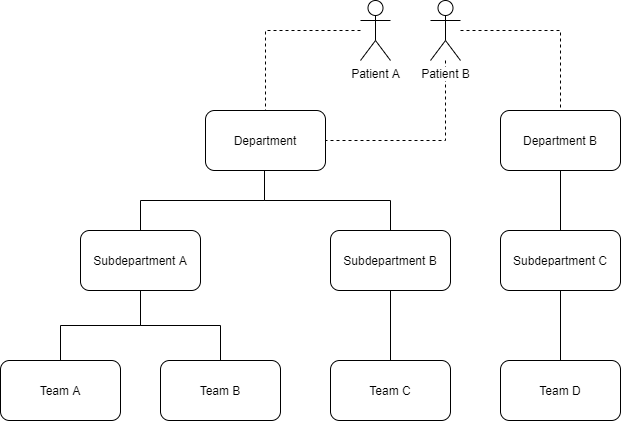 Patient A
Patient B
Department
Department B
Subdepartment A
Subdepartment B
Subdepartment C
Team A
Team B
Team C
Team D